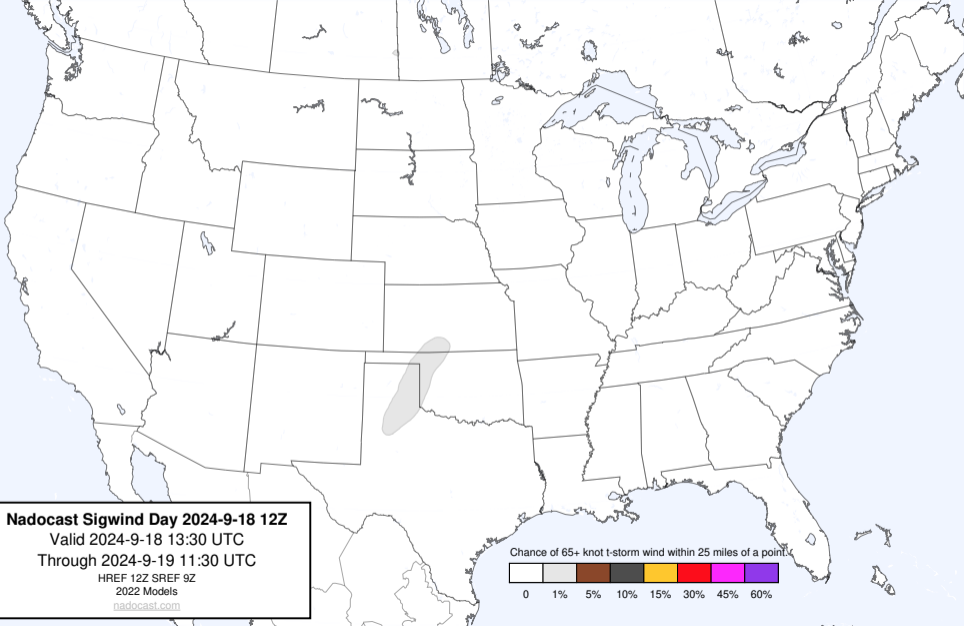 Nadocast Sigwind Day 2024-9-18 12Z
Valid 2024-9-18 13:30 UTC
Through 2024-9-19 11:30 UTC
HREF 12Z SREF 9Z
2022 Models
nadocast.com
Chance of 65+ knot t-storm wind within 25 miles of a point.
0 1% 5% 10% 15% 30% 45% 60%